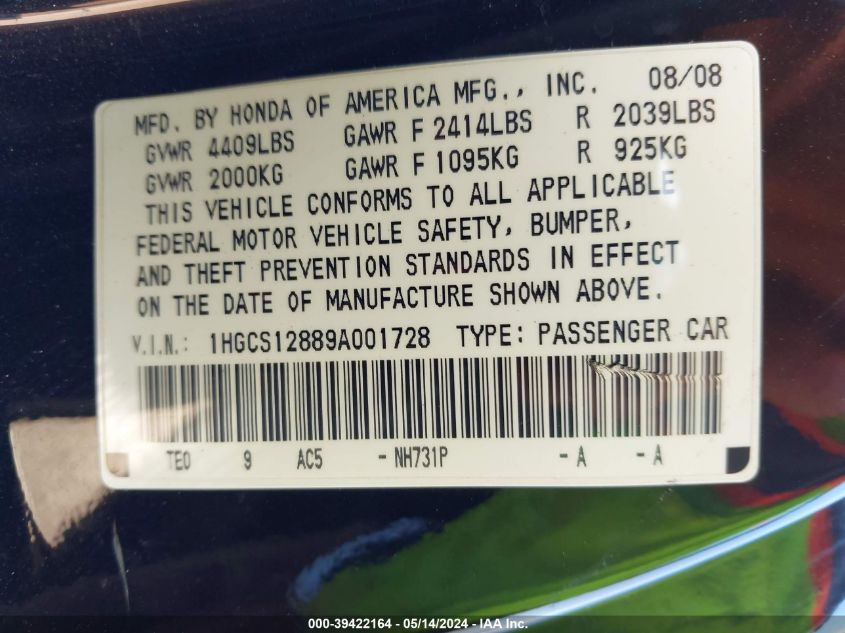 MFD. BY HONDA OF AMERICA MFG., INC. 08/08
GVWR 4409LBS GAWR F 2414LBS R 2039LBS
GVWR 2000KG GAWR F 1095KG R 925KG
THIS VEHICLE CONFORMS TO ALL APPLICABLE
FEDERAL MOTOR VEHICLE SAFETY, BUMPER,
AND THEFT PREVENTION STANDARDS IN EFFECT
ON THE DATE OF MANUFACTURE SHOWN ABOVE.
V.I.N.: 1HGCS12889A001728 TYPE: PASSENGER CAR
TE0 9 AC5 - NH731P - A - A
000-39422164 - 05/14/2024 - IAA Inc.